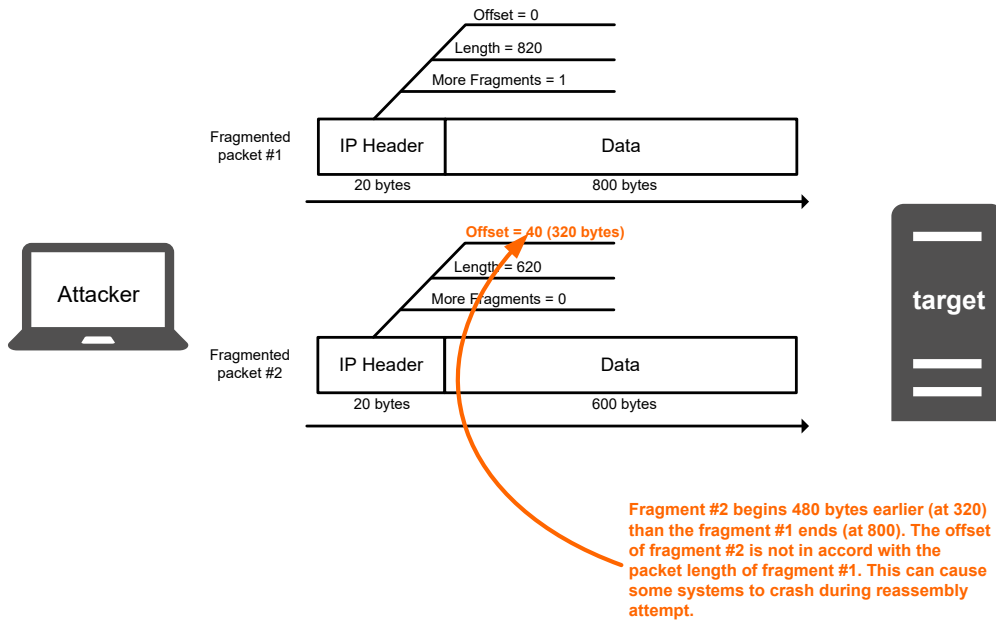 Offset = 0
Length = 820
More Fragments = 1
Fragmented
packet #1
IP Header
Data
20 bytes
800 bytes
Offset = 40 (320 bytes)
Length = 620
More Fragments = 0
Attacker
target
Fragmented
packet #2
IP Header
Data
20 bytes
600 bytes
Fragment #2 begins 480 bytes earlier (at 320)
than the fragment #1 ends (at 800). The offset
of fragment #2 is not in accord with the
packet length of fragment #1. This can cause
some systems to crash during reassembly
attempt.